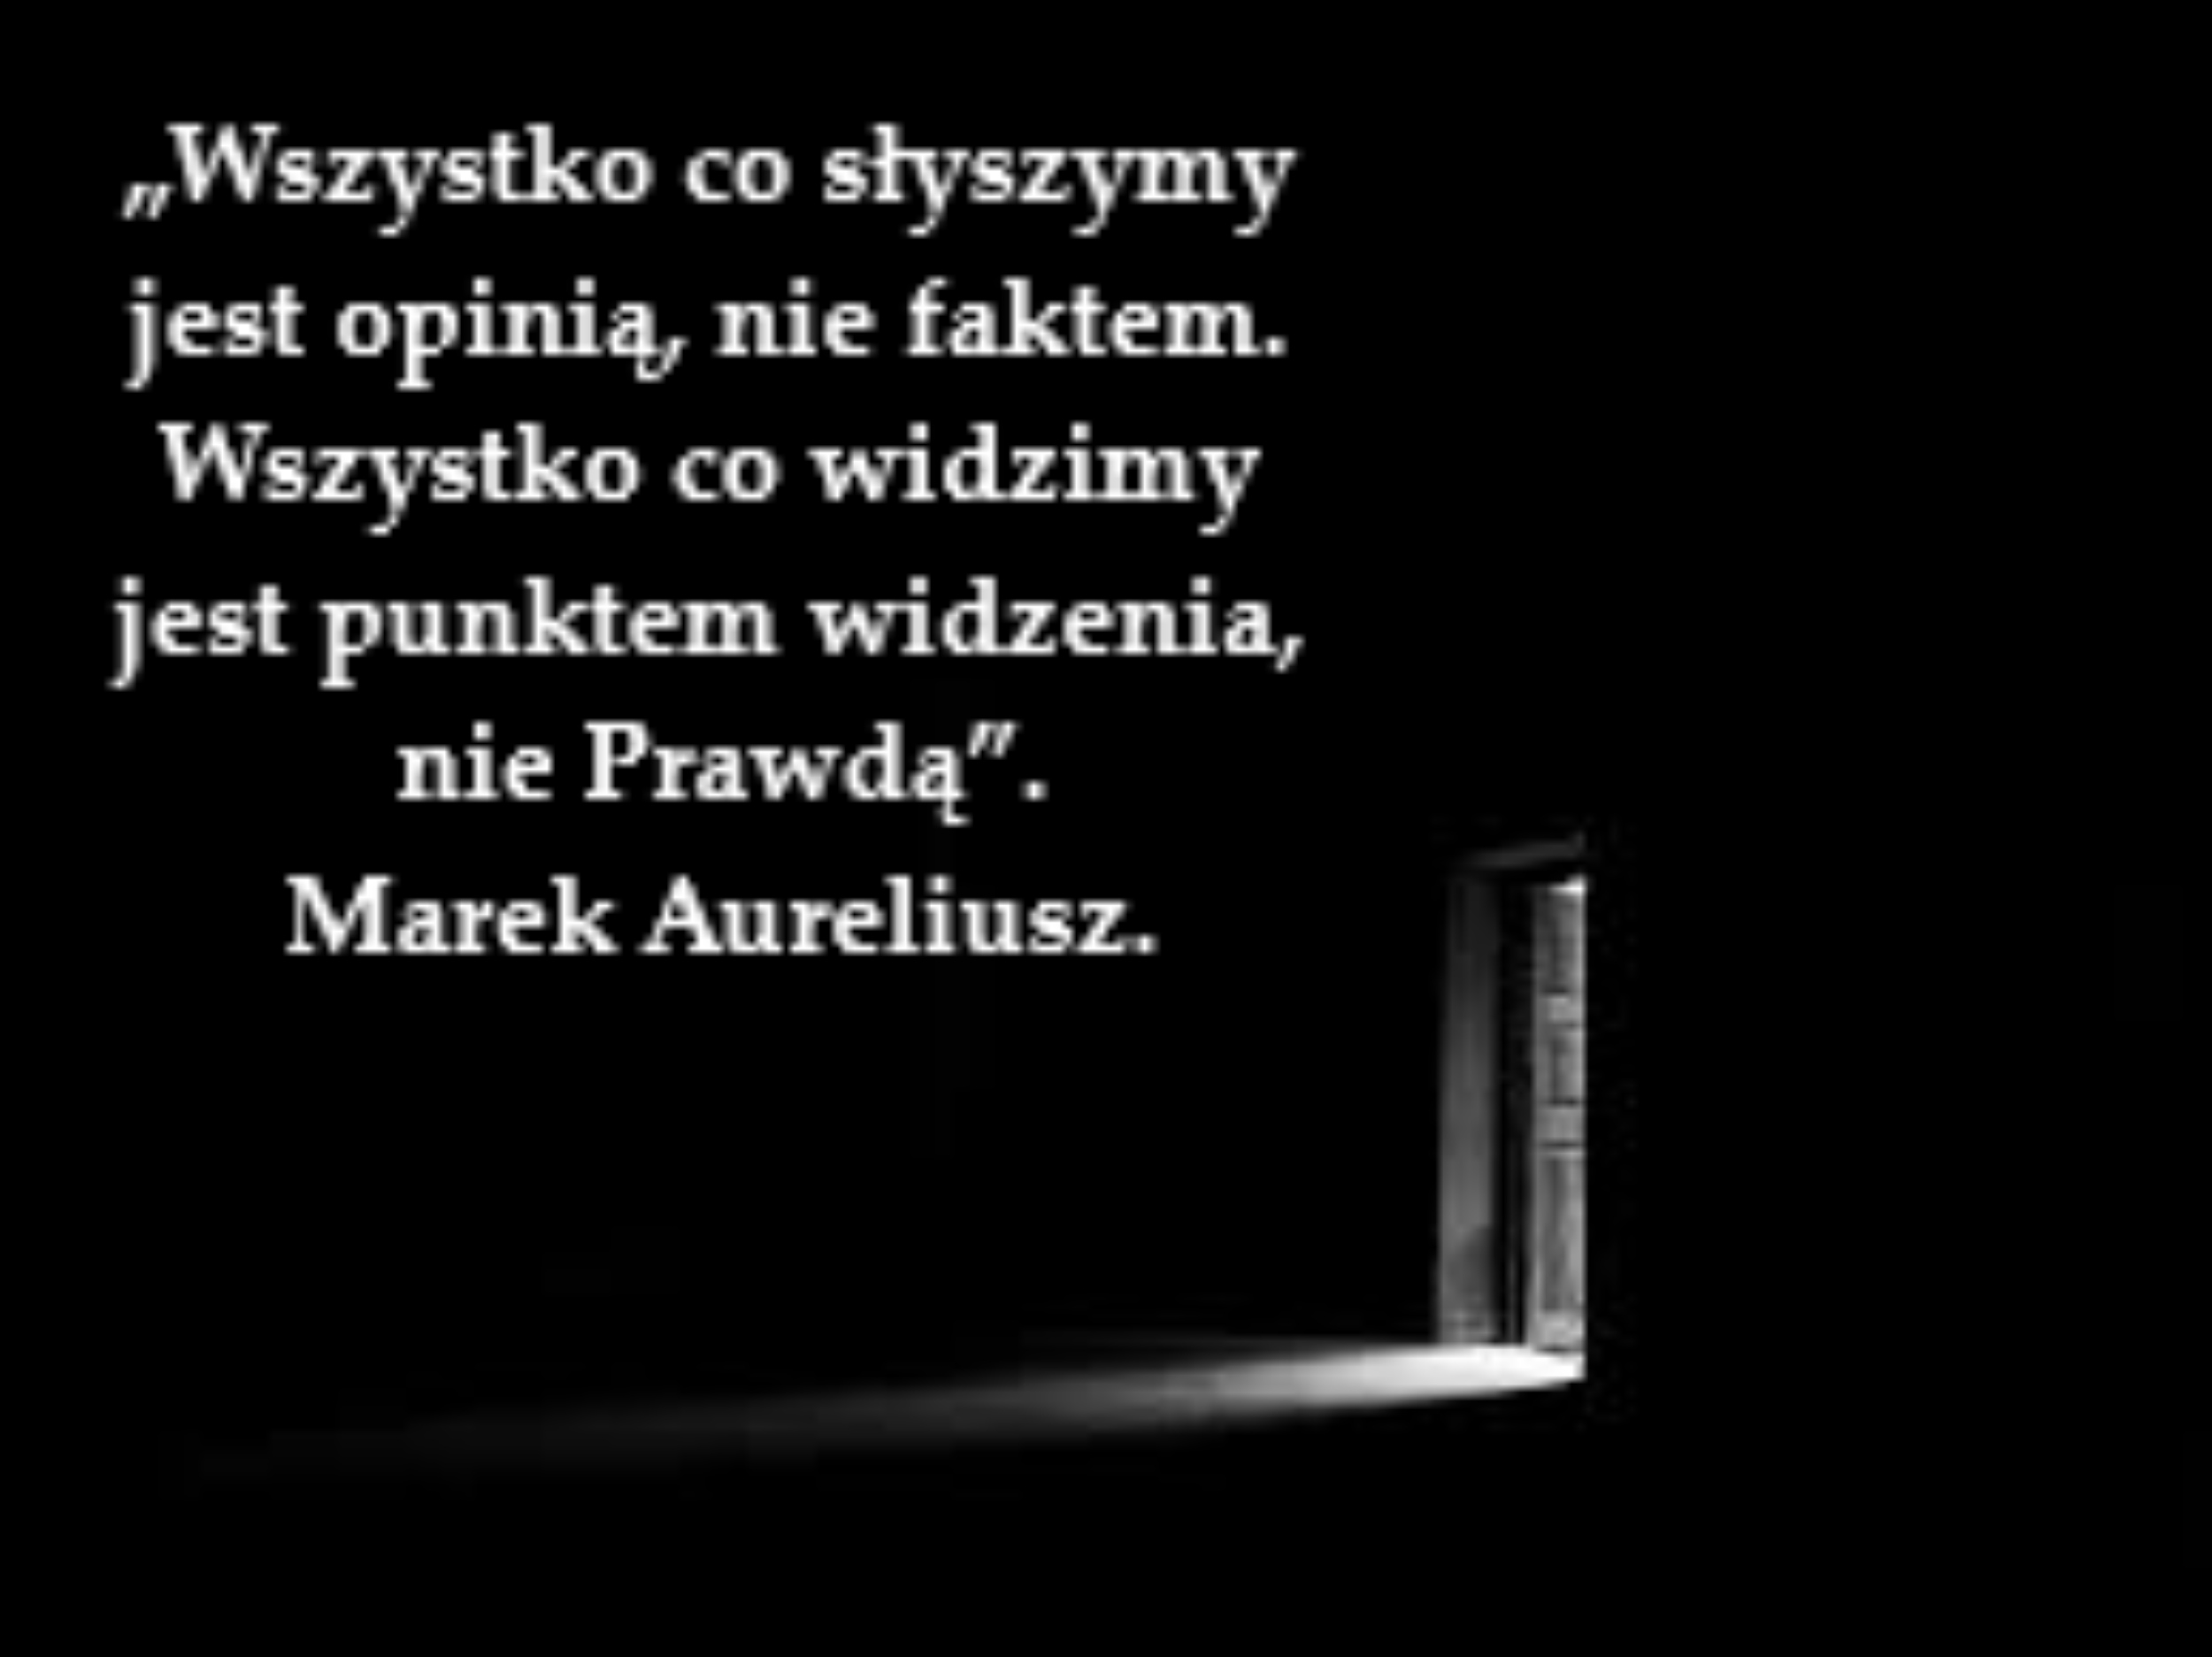 „Wszystko co słyszymy
jest opinią, nie faktem.
Wszystko co widzimy
jest punktem widzenia,
nie Prawdą”.
Marek Aureliusz.